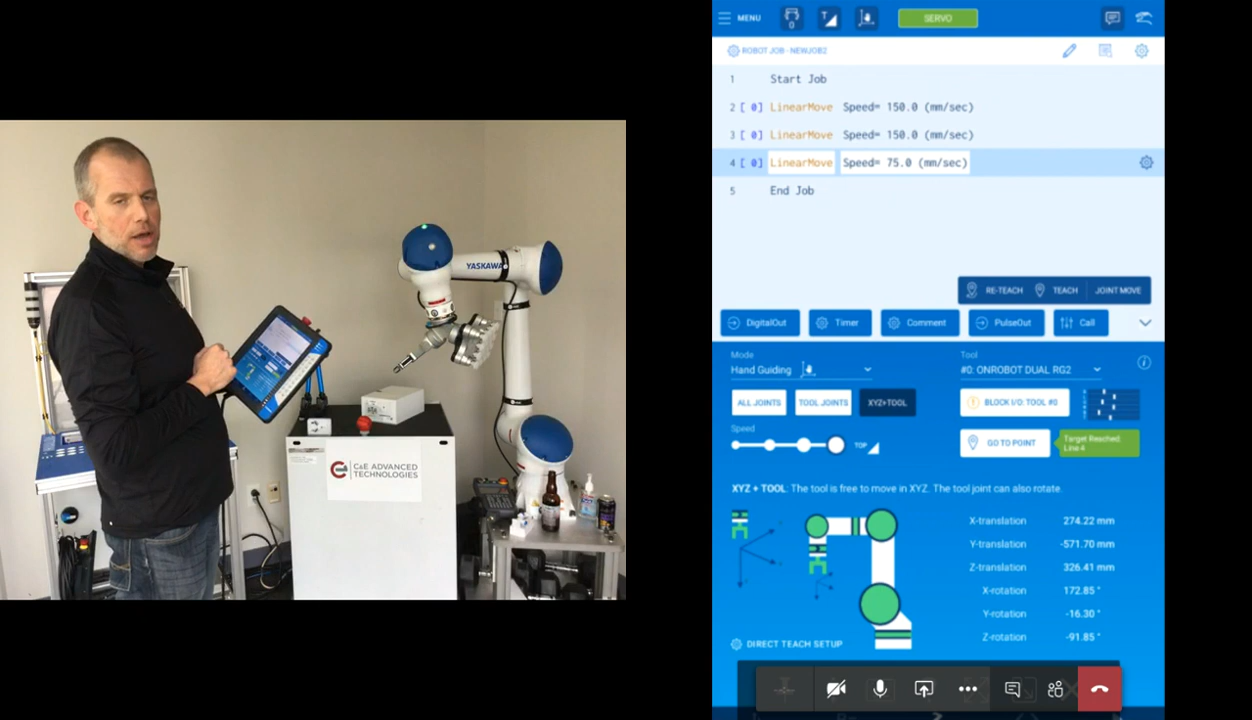 YASKAWA
C&E ADVANCED
TECHNOLOGIES
MENU
0
T
SERVO
ROBOT JOB - NEWJOB2
1 Start Job
2 [ 0] LinearMove Speed= 150.0 (mm/sec)
3 [ 0] LinearMove Speed= 150.0 (mm/sec)
4 [ 0] LinearMove Speed= 75.0 (mm/sec)
5 End Job
RE-TEACH TEACH JOINT MOVE
DigitalOut Timer Comment PulseOut Call
Mode Tool
Hand Guiding #0: ONROBOT DUAL RG2
ALL JOINTS TOOL JOINTS XYZ+TOOL BLOCK I/O: TOOL #0
Speed
TOP GO TO POINT Target Reached:
Line 4
XYZ + TOOL: The tool is free to move in XYZ. The tool joint can also rotate.
X-translation 274.22 mm
Y-translation -571.70 mm
Z-translation 326.41 mm
X-rotation 172.85 °
Y-rotation -16.30 °
Z-rotation -91.85 °
DIRECT TEACH SETUP